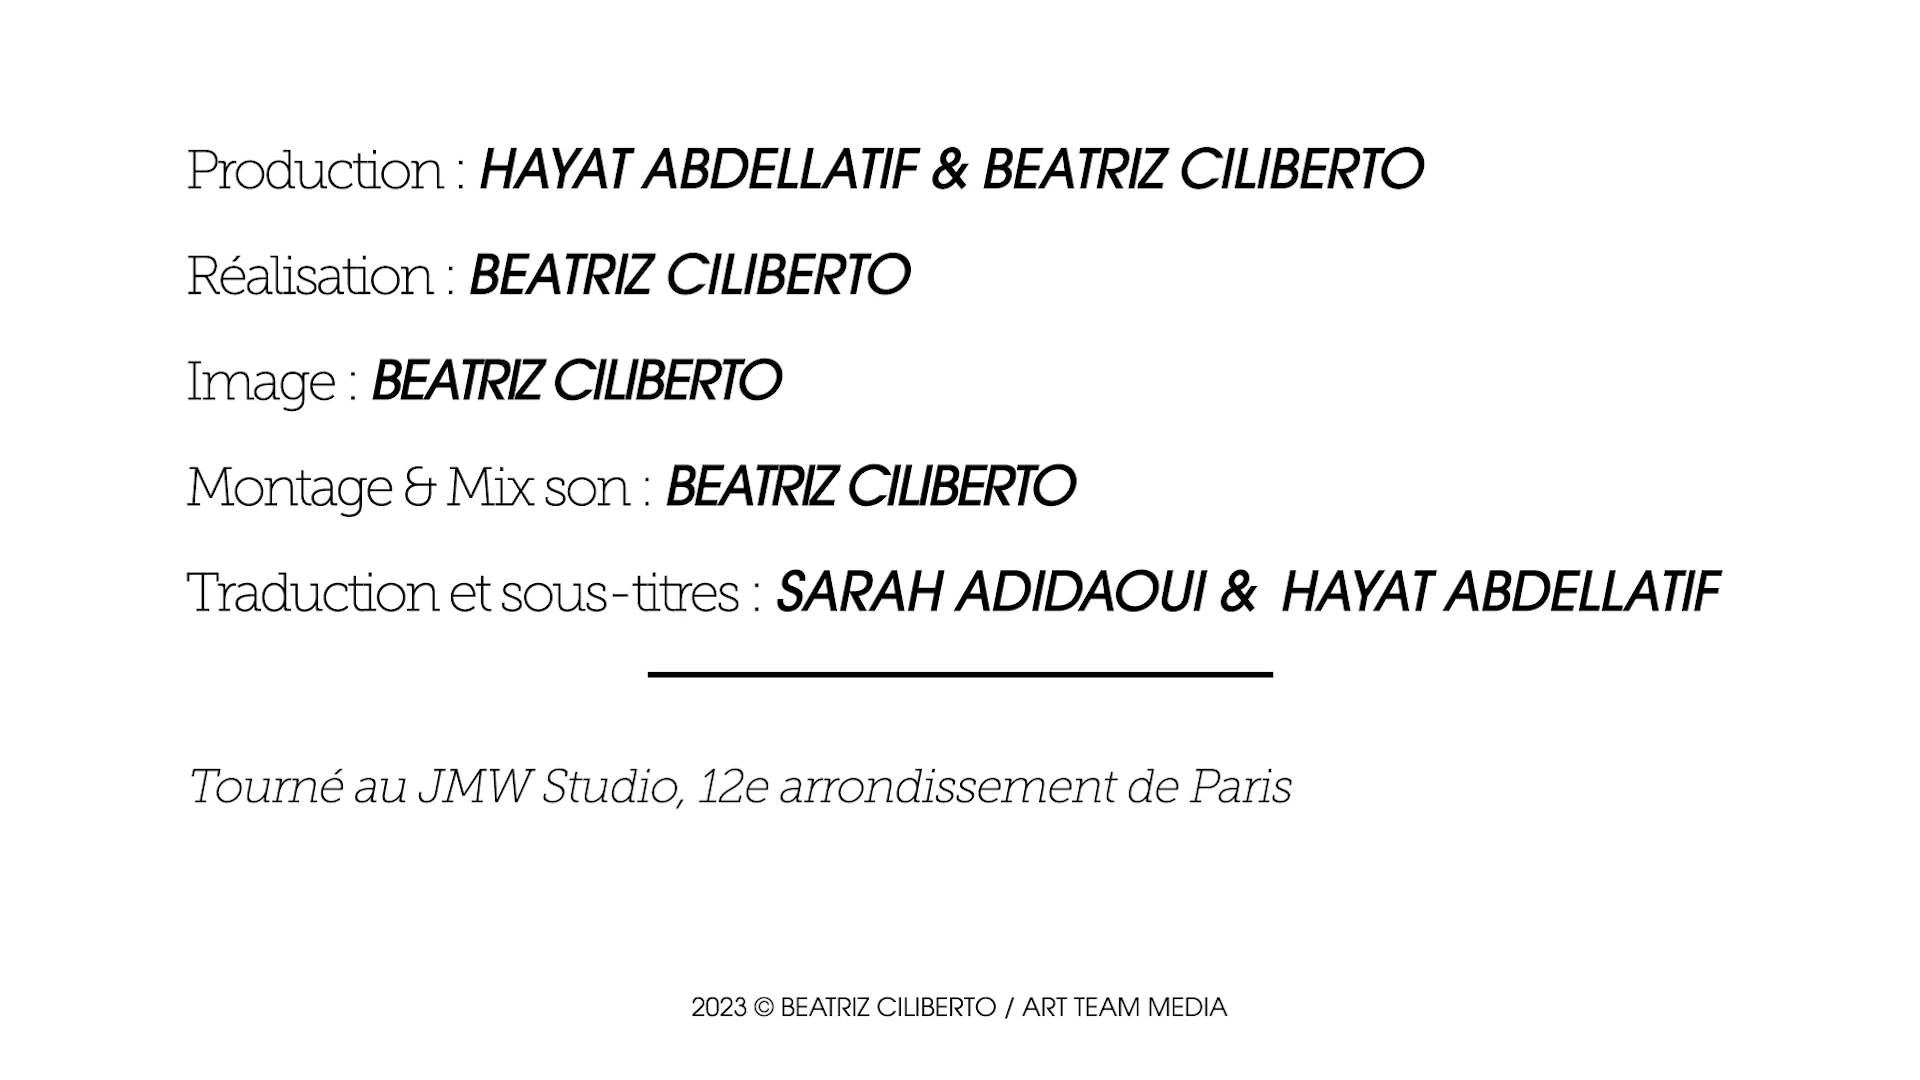 Production : HAYAT ABDELLATIF & BEATRIZ CILIBERTO
Réalisation : BEATRIZ CILIBERTO
Image : BEATRIZ CILIBERTO
Montage & Mix son : BEATRIZ CILIBERTO
Traduction et sous-titres : SARAH ADIDAOUI & HAYAT ABDELLATIF
Tourné au JMW Studio, 12e arrondissement de Paris
2023 © BEATRIZ CILIBERTO / ART TEAM MEDIA